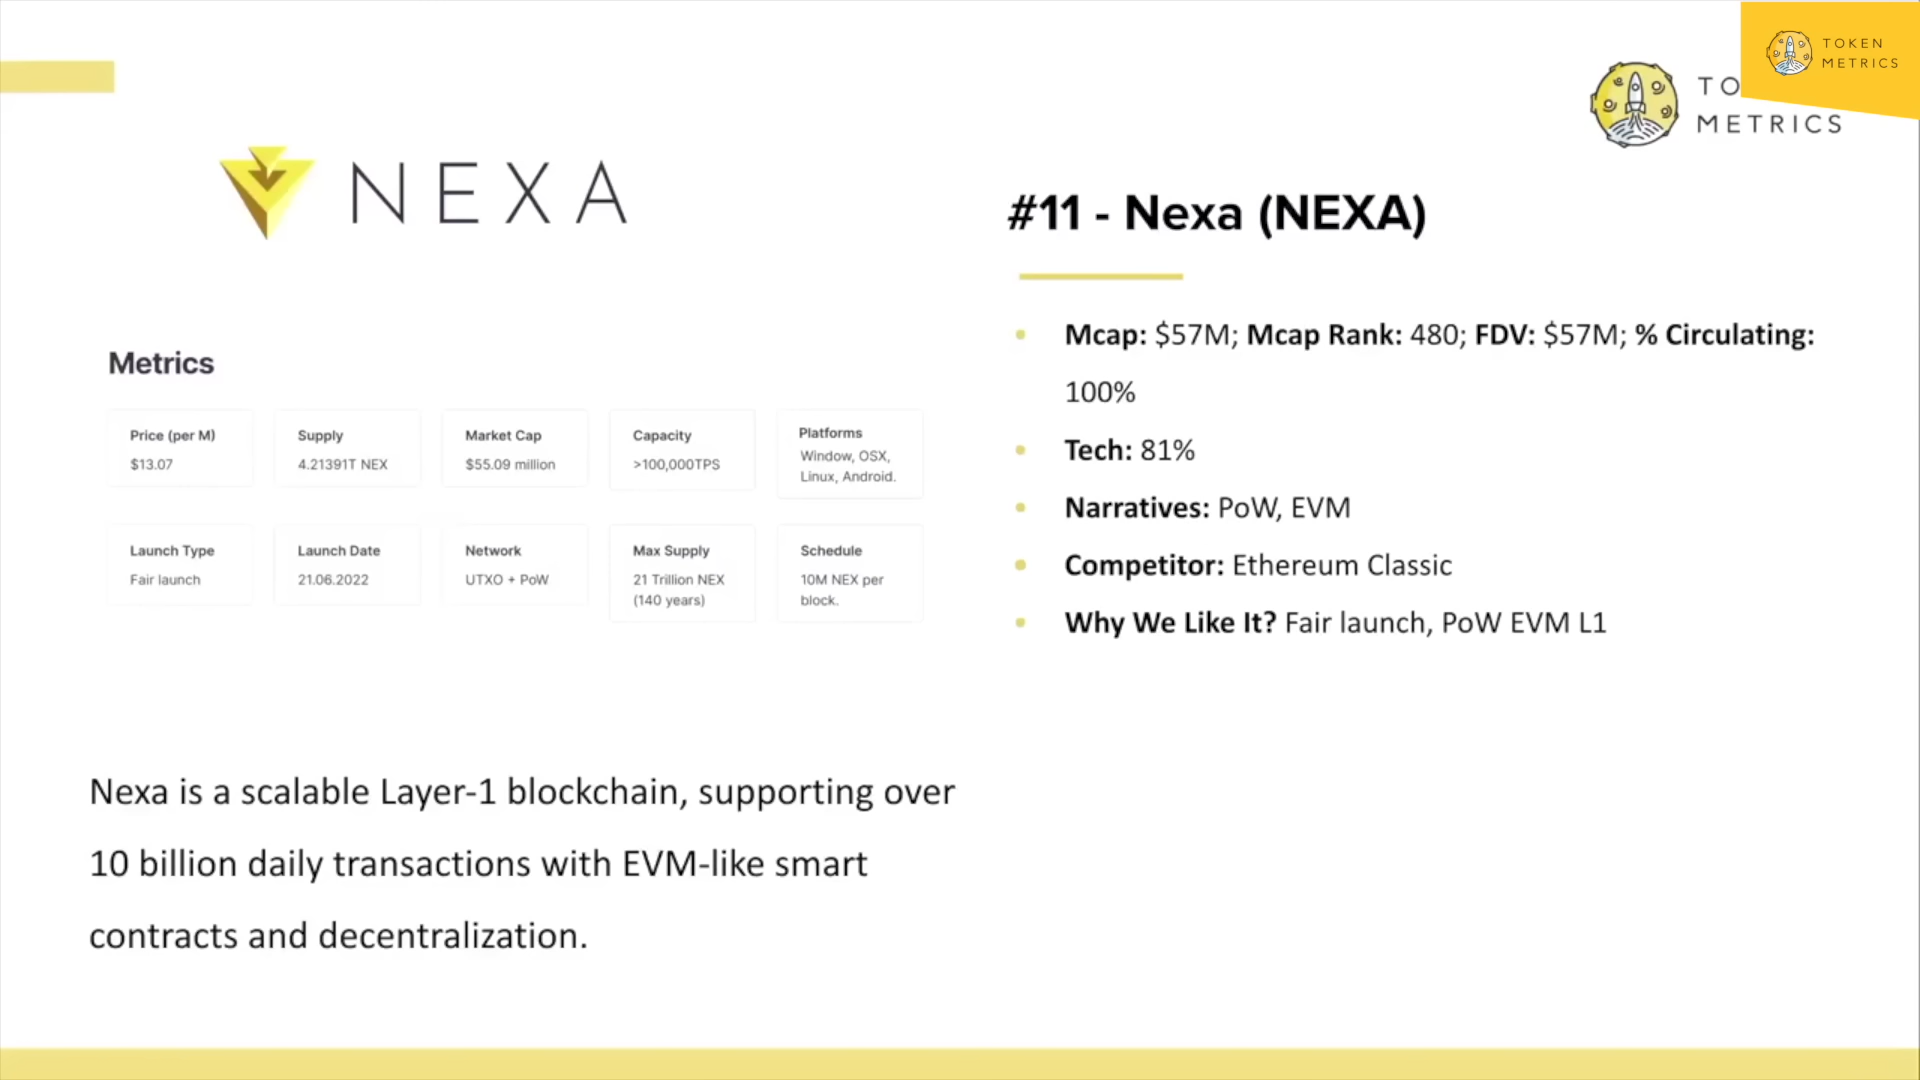 TOKEN
METRICS
TO
METRICS
NEXA
#11 - Nexa (NEXA)
Metrics
Price (per M)
$13.07
Supply
4.21391T NEX
Market Cap
$55.09 million
Capacity
>100,000TPS
Platforms
Window, OSX,
Linux, Android.
Launch Type
Fair launch
Launch Date
21.06.2022
Network
UTXO + PoW
Max Supply
21 Trillion NEX
(140 years)
Schedule
10M NEX per
block.
Mcap: $57M; Mcap Rank: 480; FDV: $57M; % Circulating:
100%
Tech: 81%
Narratives: PoW, EVM
Competitor: Ethereum Classic
Why We Like It? Fair launch, PoW EVM L1
Nexa is a scalable Layer-1 blockchain, supporting over
10 billion daily transactions with EVM-like smart
contracts and decentralization.